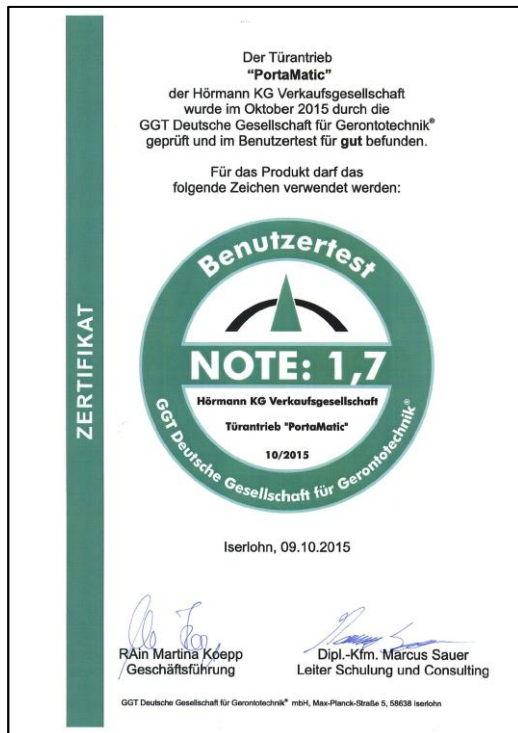 ZERTIFIKAT
Der Türantrieb
"PortaMatic"
der Hörmann KG Verkaufsgesellschaft
wurde im Oktober 2015 durch die
GGT Deutsche Gesellschaft für Gerontotechnik®
geprüft und im Benutzertest für gut befunden.
Für das Produkt darf das
folgende Zeichen verwendet werden:
Benutzertest
NOTE: 1,7
Hörmann KG Verkaufsgesellschaft
Türantrieb "PortaMatic"
10/2015
GGT Deutsche Gesellschaft für Gerontotechnik®
Iserlohn, 09.10.2015
RAin Martina Koepp
Geschäftsführung
Dipl.-Kfm. Marcus Sauer
Leiter Schulung und Consulting
GGT Deutsche Gesellschaft für Gerontotechnik® mbH, Max-Planck-Straße 5, 58638 Iserlohn